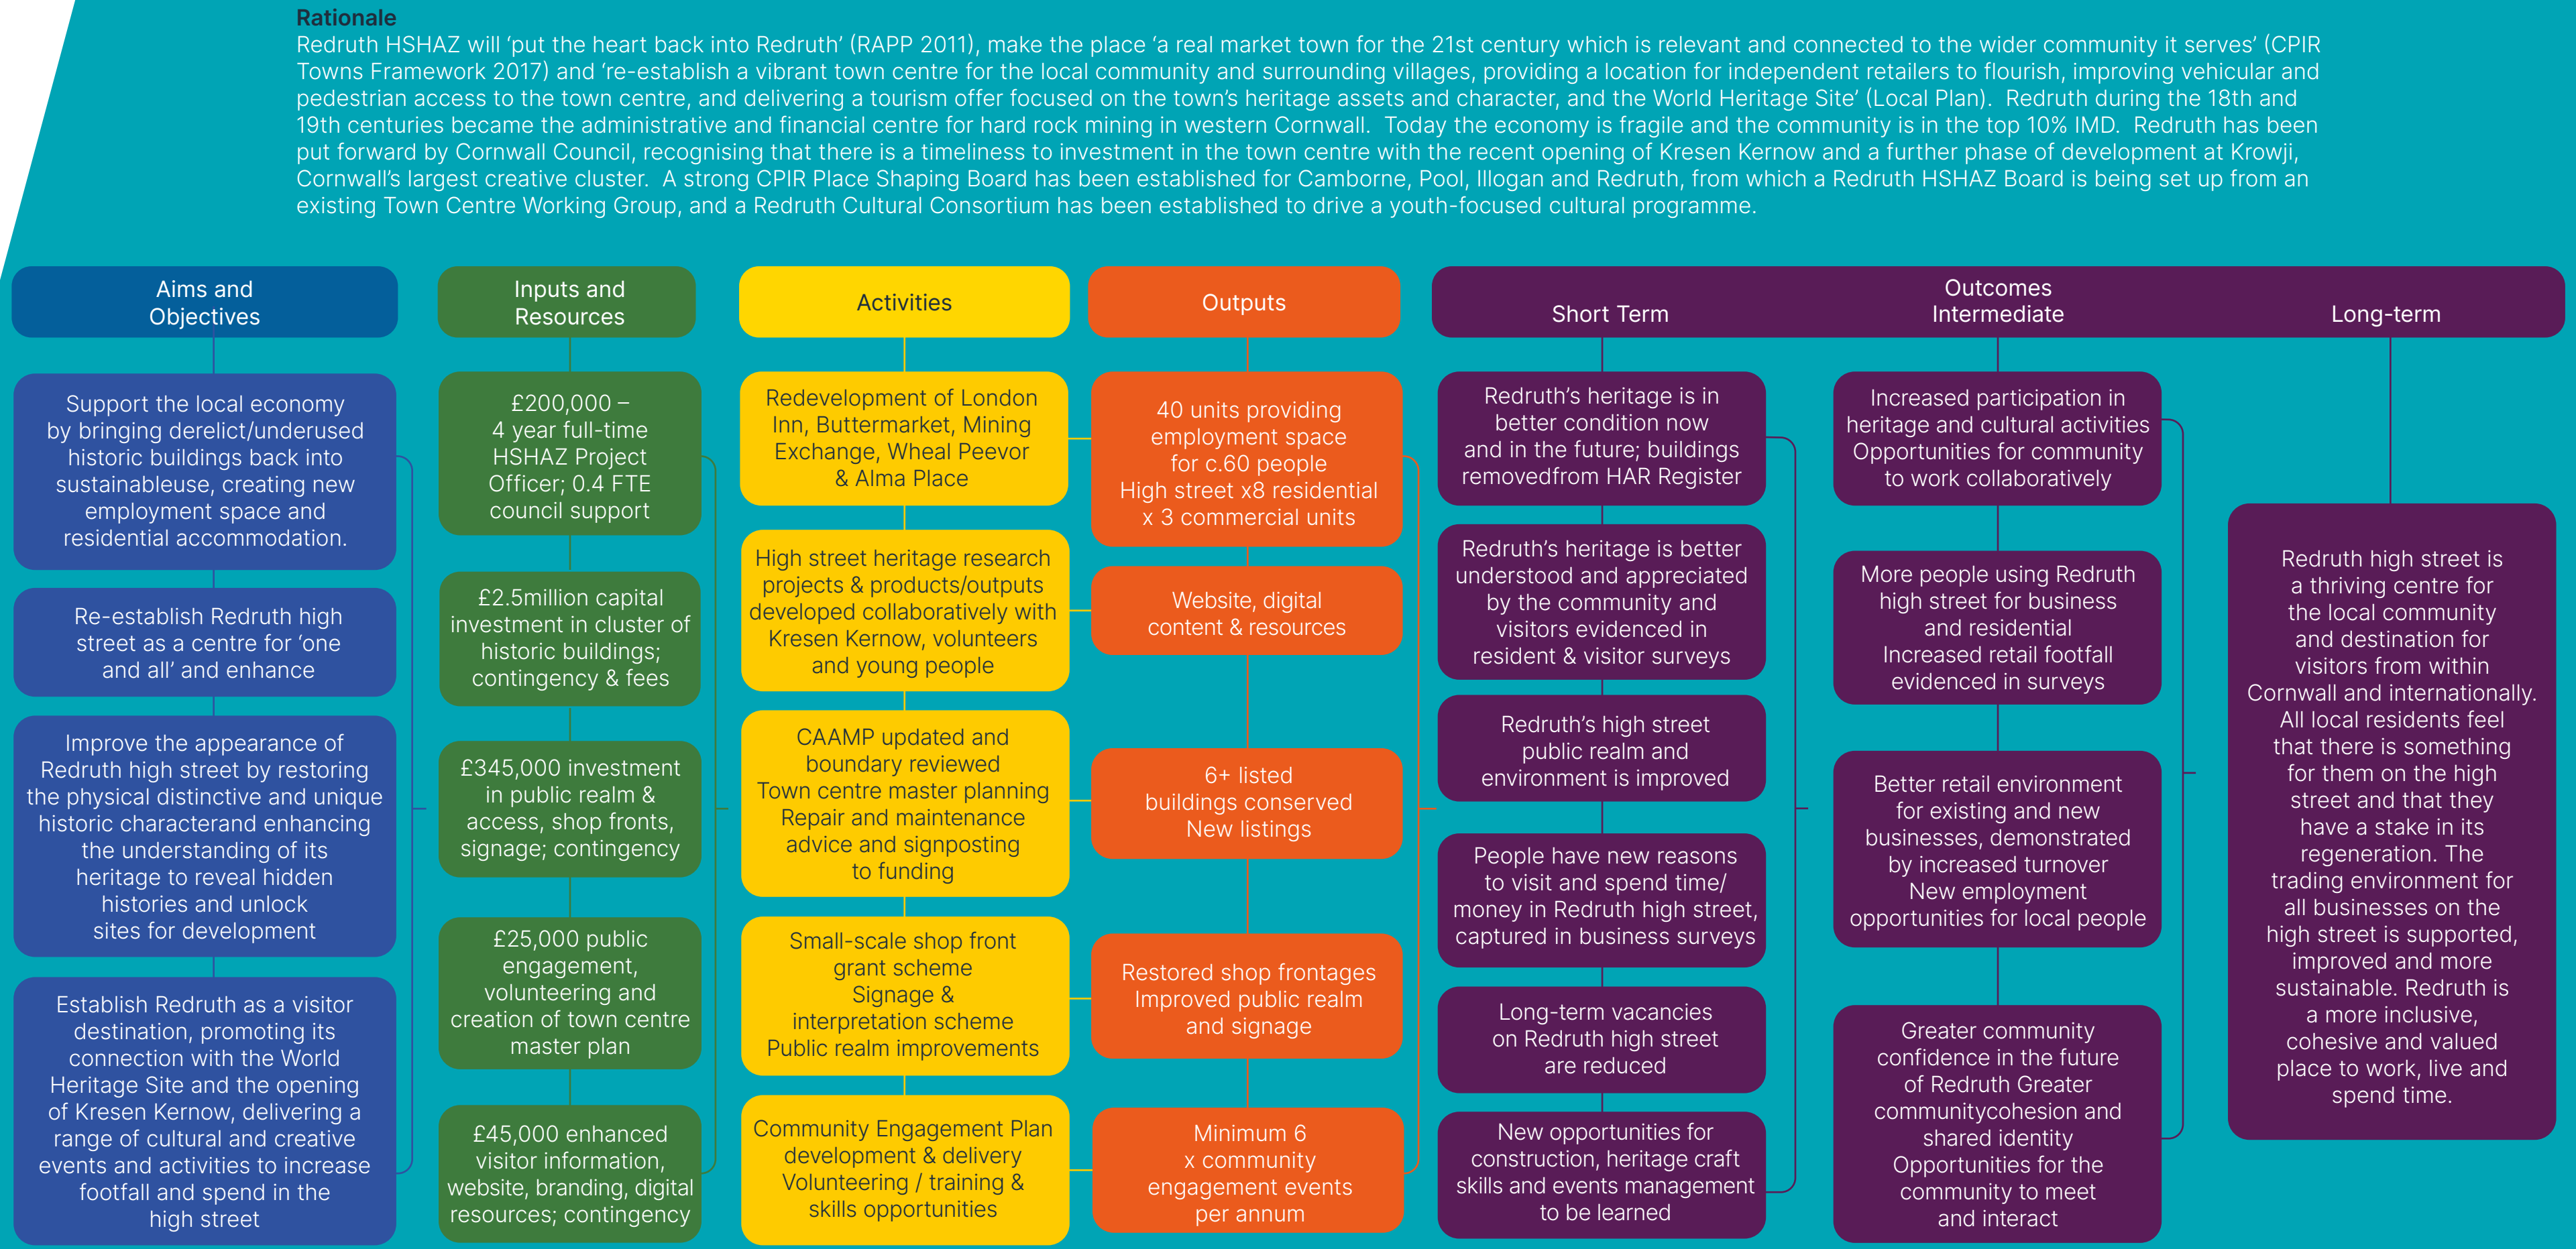 Rationale
Redruth HSHAZ will ‘put the heart back into Redruth’ (RAPP 2011), make the place ‘a real market town for the 21st century which is relevant and connected to the wider community it serves’ (CPIR
Towns Framework 2017) and ‘re-establish a vibrant town centre for the local community and surrounding villages, providing a location for independent retailers to flourish, improving vehicular and
pedestrian access to the town centre, and delivering a tourism offer focused on the town’s heritage assets and character, and the World Heritage Site’ (Local Plan).  Redruth during the 18th and
19th centuries became the administrative and financial centre for hard rock mining in western Cornwall.  Today the economy is fragile and the community is in the top 10% IMD.  Redruth has been
put forward by Cornwall Council, recognising that there is a timeliness to investment in the town centre with the recent opening of Kresen Kernow and a further phase of development at Krowji,
Cornwall’s largest creative cluster.  A strong CPIR Place Shaping Board has been established for Camborne, Pool, Illogan and Redruth, from which a Redruth HSHAZ Board is being set up from an
existing Town Centre Working Group, and a Redruth Cultural Consortium has been established to drive a youth-focused cultural programme.
Aims and
Objectives
Support the local economy
by bringing derelict/underused
historic buildings back into
sustainableuse, creating new
employment space and
residential accommodation.
Re-establish Redruth high
street as a centre for ‘one
and all’ and enhance
Improve the appearance of
Redruth high street by restoring
the physical distinctive and unique
historic characterand enhancing
the understanding of its
heritage to reveal hidden
histories and unlock
sites for development
Establish Redruth as a visitor
destination, promoting its
connection with the World
Heritage Site and the opening
of Kresen Kernow, delivering a
range of cultural and creative
events and activities to increase
footfall and spend in the
high street
Inputs and
Resources
£200,000 –
4 year full-time
HSHAZ Project
Officer; 0.4 FTE
council support
£2.5million capital
investment in cluster of
historic buildings;
contingency & fees
£345,000 investment
in public realm &
access, shop fronts,
signage; contingency
£25,000 public
engagement,
volunteering and
creation of town centre
master plan
£45,000 enhanced
visitor information,
website, branding, digital
resources; contingency
Activities
Redevelopment of London
Inn, Buttermarket, Mining
Exchange, Wheal Peevor
& Alma Place
High street heritage research
projects & products/outputs
developed collaboratively with
Kresen Kernow, volunteers
and young people
CAAMP updated and
boundary reviewed
Town centre master planning
Repair and maintenance
advice and signposting
to funding
Small-scale shop front
grant scheme
Signage &
interpretation scheme
Public realm improvements
Community Engagement Plan
development & delivery
Volunteering / training &
skills opportunities
Outputs
40 units providing
employment space
for c.60 people
High street x8 residential
x 3 commercial units
Website, digital
content & resources
6+ listed
buildings conserved
New listings
Restored shop frontages
Improved public realm
and signage
Minimum 6
x community
engagement events
per annum
Outcomes
Short Term
Redruth’s heritage is in
better condition now
and in the future; buildings
removedfrom HAR Register
Redruth’s heritage is better
understood and appreciated
by the community and
visitors evidenced in
resident & visitor surveys
Redruth’s high street
public realm and
environment is improved
People have new reasons
to visit and spend time/
money in Redruth high street,
captured in business surveys
Long-term vacancies
on Redruth high street
are reduced
New opportunities for
construction, heritage craft
skills and events management
to be learned
Intermediate
Increased participation in
heritage and cultural activities
Opportunities for community
to work collaboratively
More people using Redruth
high street for business
and residential
Increased retail footfall
evidenced in surveys
Better retail environment
for existing and new
businesses, demonstrated
by increased turnover
New employment
opportunities for local people
Greater community
confidence in the future
of Redruth Greater
communitycohesion and
shared identity
Opportunities for the
community to meet
and interact
Long-term
Redruth high street is
a thriving centre for
the local community
and destination for
visitors from within
Cornwall and internationally.
All local residents feel
that there is something
for them on the high
street and that they
have a stake in its
regeneration. The
trading environment for
all businesses on the
high street is supported,
improved and more
sustainable. Redruth is
a more inclusive,
cohesive and valued
place to work, live and
spend time.